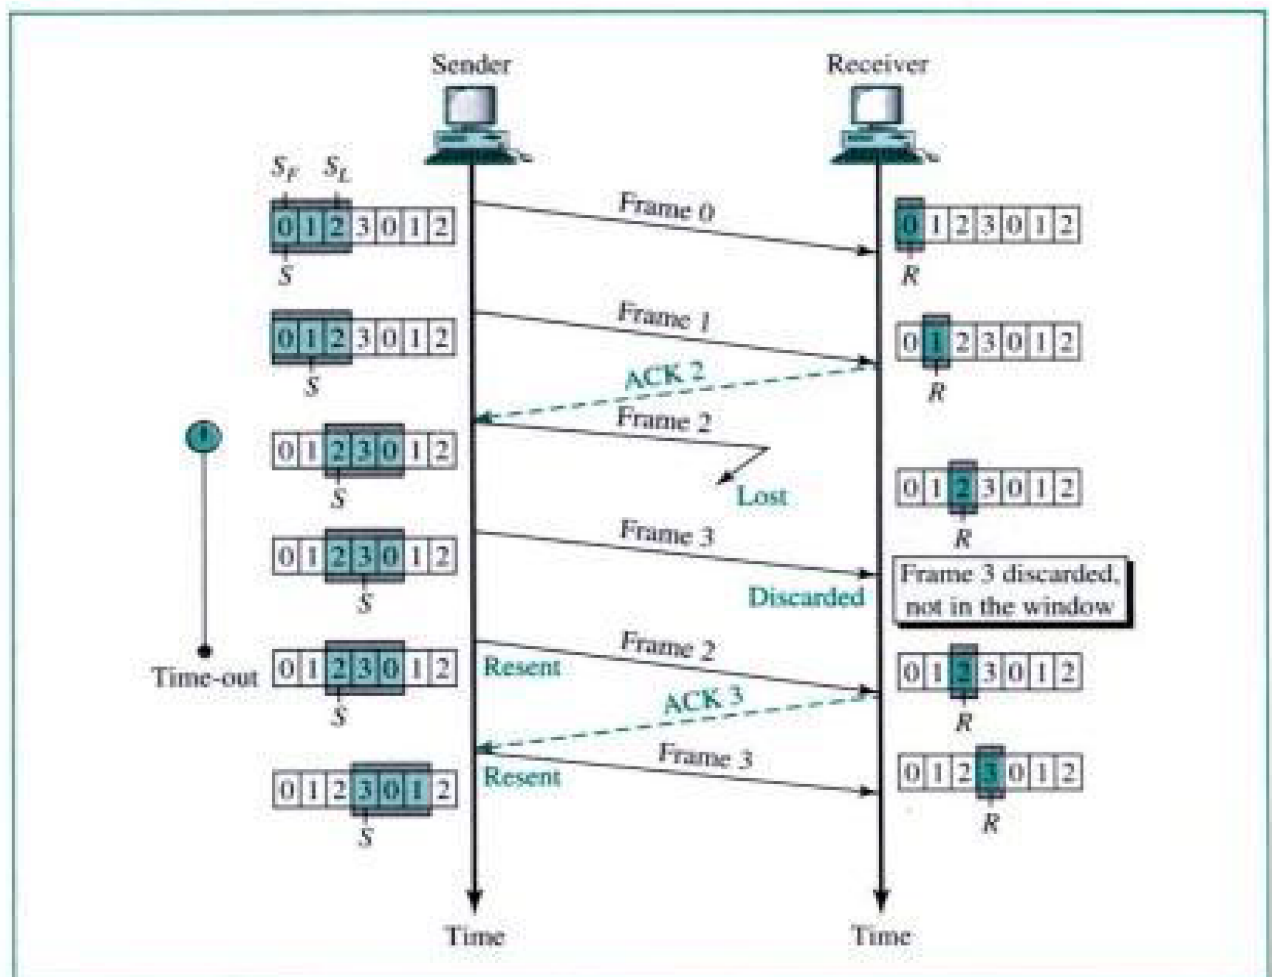 Sender
Receiver
S_F S_L
0 1 2 3 0 1 2
S
Frame 0
0 1 2 3 0 1 2
R
0 1 2 3 0 1 2
S
Frame 1
0 1 2 3 0 1 2
R
ACK 2
0 1 2 3 0 1 2
S
Frame 2
Lost
0 1 2 3 0 1 2
R
0 1 2 3 0 1 2
S
Frame 3
Discarded
Frame 3 discarded,
not in the window
Time-out
0 1 2 3 0 1 2
S
Resent
Frame 2
0 1 2 3 0 1 2
R
ACK 3
0 1 2 3 0 1 2
S
Resent
Frame 3
0 1 2 3 0 1 2
R
Time
Time